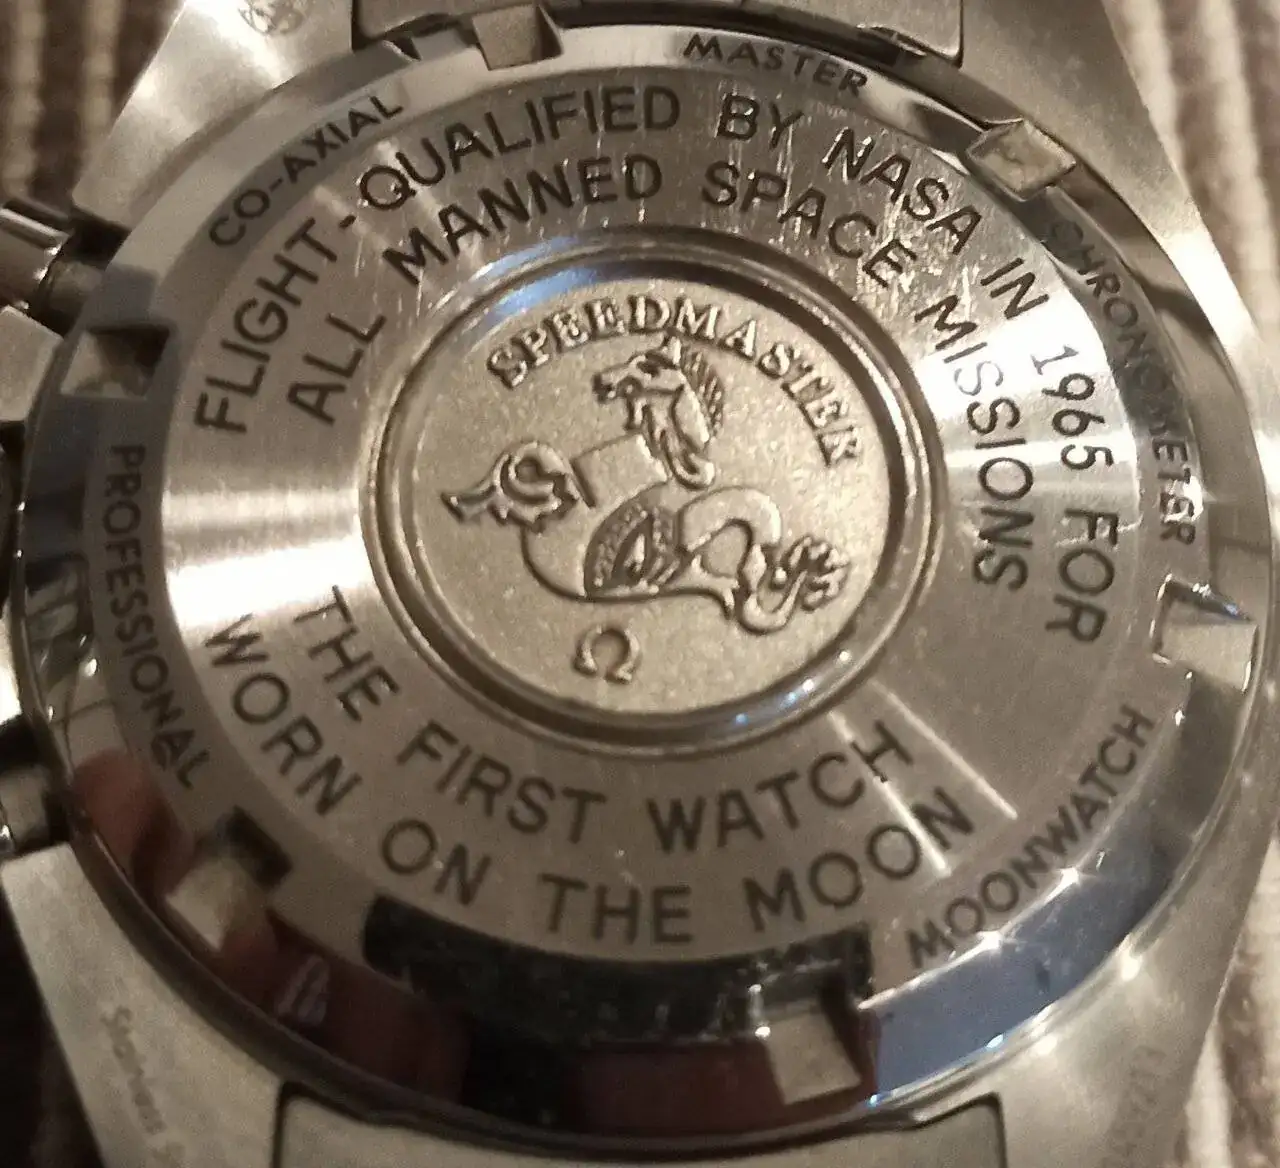 CO-AXIAL
MASTER
CHRONOMETER
MOONWATCH
PROFESSIONAL
FLIGHT-QUALIFIED BY NASA IN 1965 FOR
ALL MANNED SPACE MISSIONS
THE FIRST WATCH
WORN ON THE MOON
SPEEDMASTER
Ω
Stainless